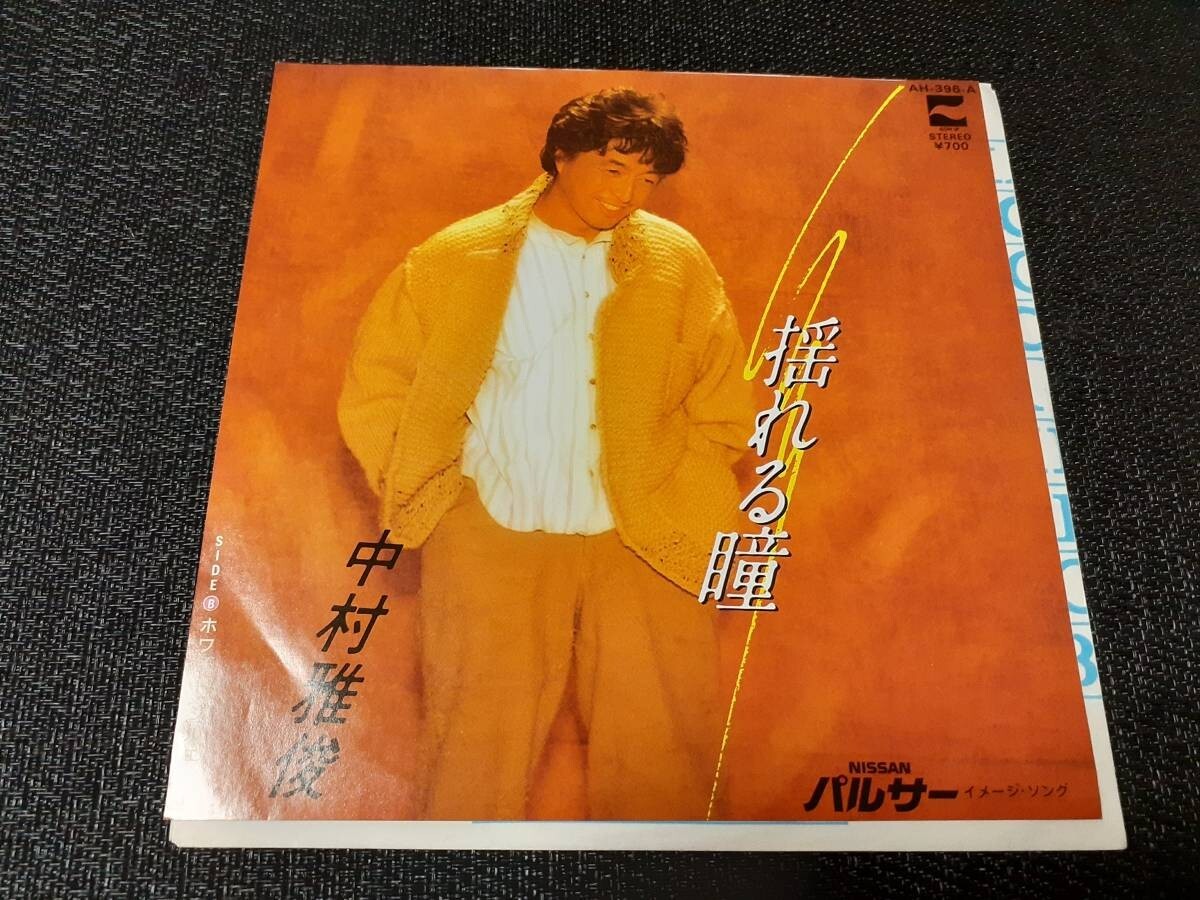 AH-396-A
STEREO
¥700
揺れる瞳
中村雅俊
SIDE B ホワ
NISSAN
パルサー イメージ・ソング